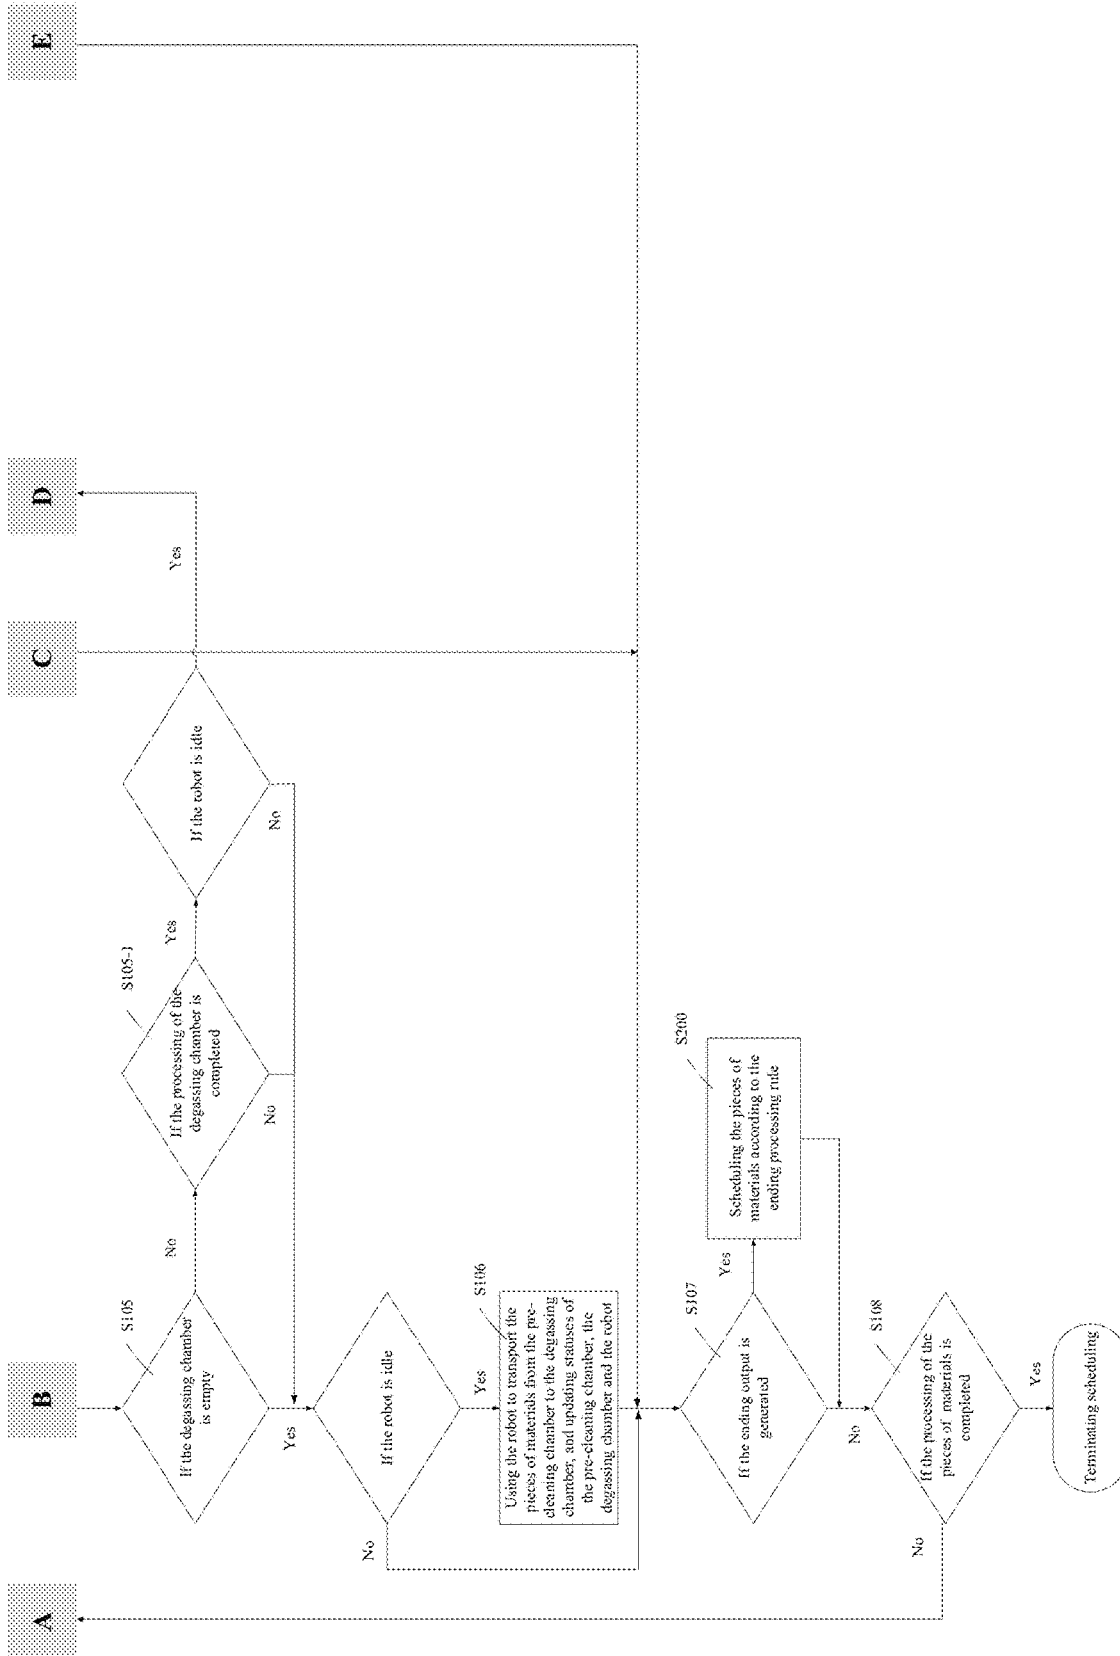 A
B
C
D
E
S105
If the degassing chamber
is empty
No
S105-1
If the processing of the
degassing chamber is
completed
Yes
If the robot is idle
Yes
No
No
Yes
If the robot is idle
No
Yes
S106
Using the robot to transport the
pieces of materials from the pre-
cleaning chamber to the degassing
chamber, and updating statuses of
the pre-cleaning chamber, the
degassing chamber and the robot
S107
If the ending output is
generated
Yes
S200
Scheduling the pieces of
materials according to the
ending processing rule
No
S108
If the processing of the
pieces of materials is
completed
No
Yes
Terminating scheduling